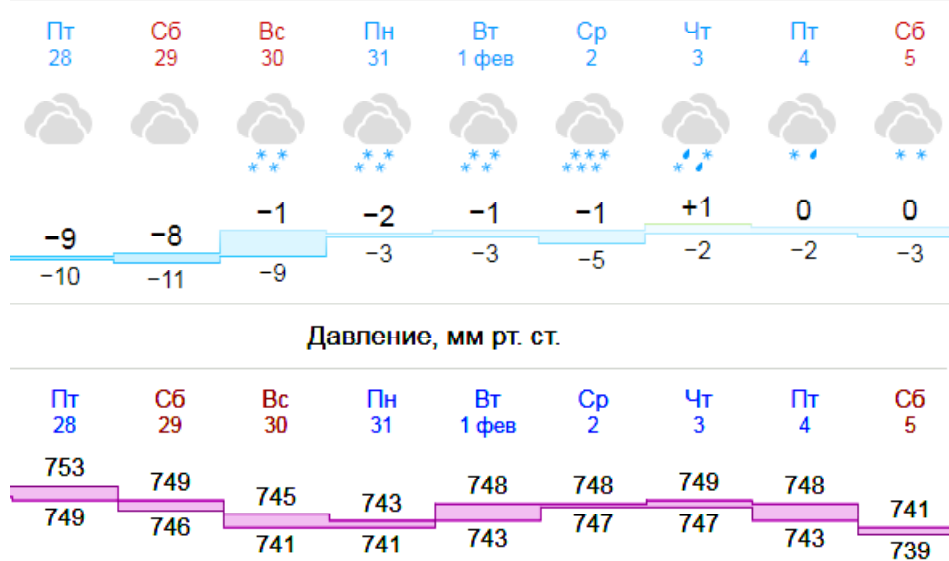 Пт Сб Вс Пн Вт Ср Чт Пт Сб
28 29 30 31 1 фев 2 3 4 5
−9 −8 −1 −2 −1 −1 +1 0 0
−10 −11 −9 −3 −3 −5 −2 −2 −3
Давление, мм рт. ст.
Пт Сб Вс Пн Вт Ср Чт Пт Сб
28 29 30 31 1 фев 2 3 4 5
753 749 745 743 748 748 749 748 741
749 746 741 741 743 747 747 743 739